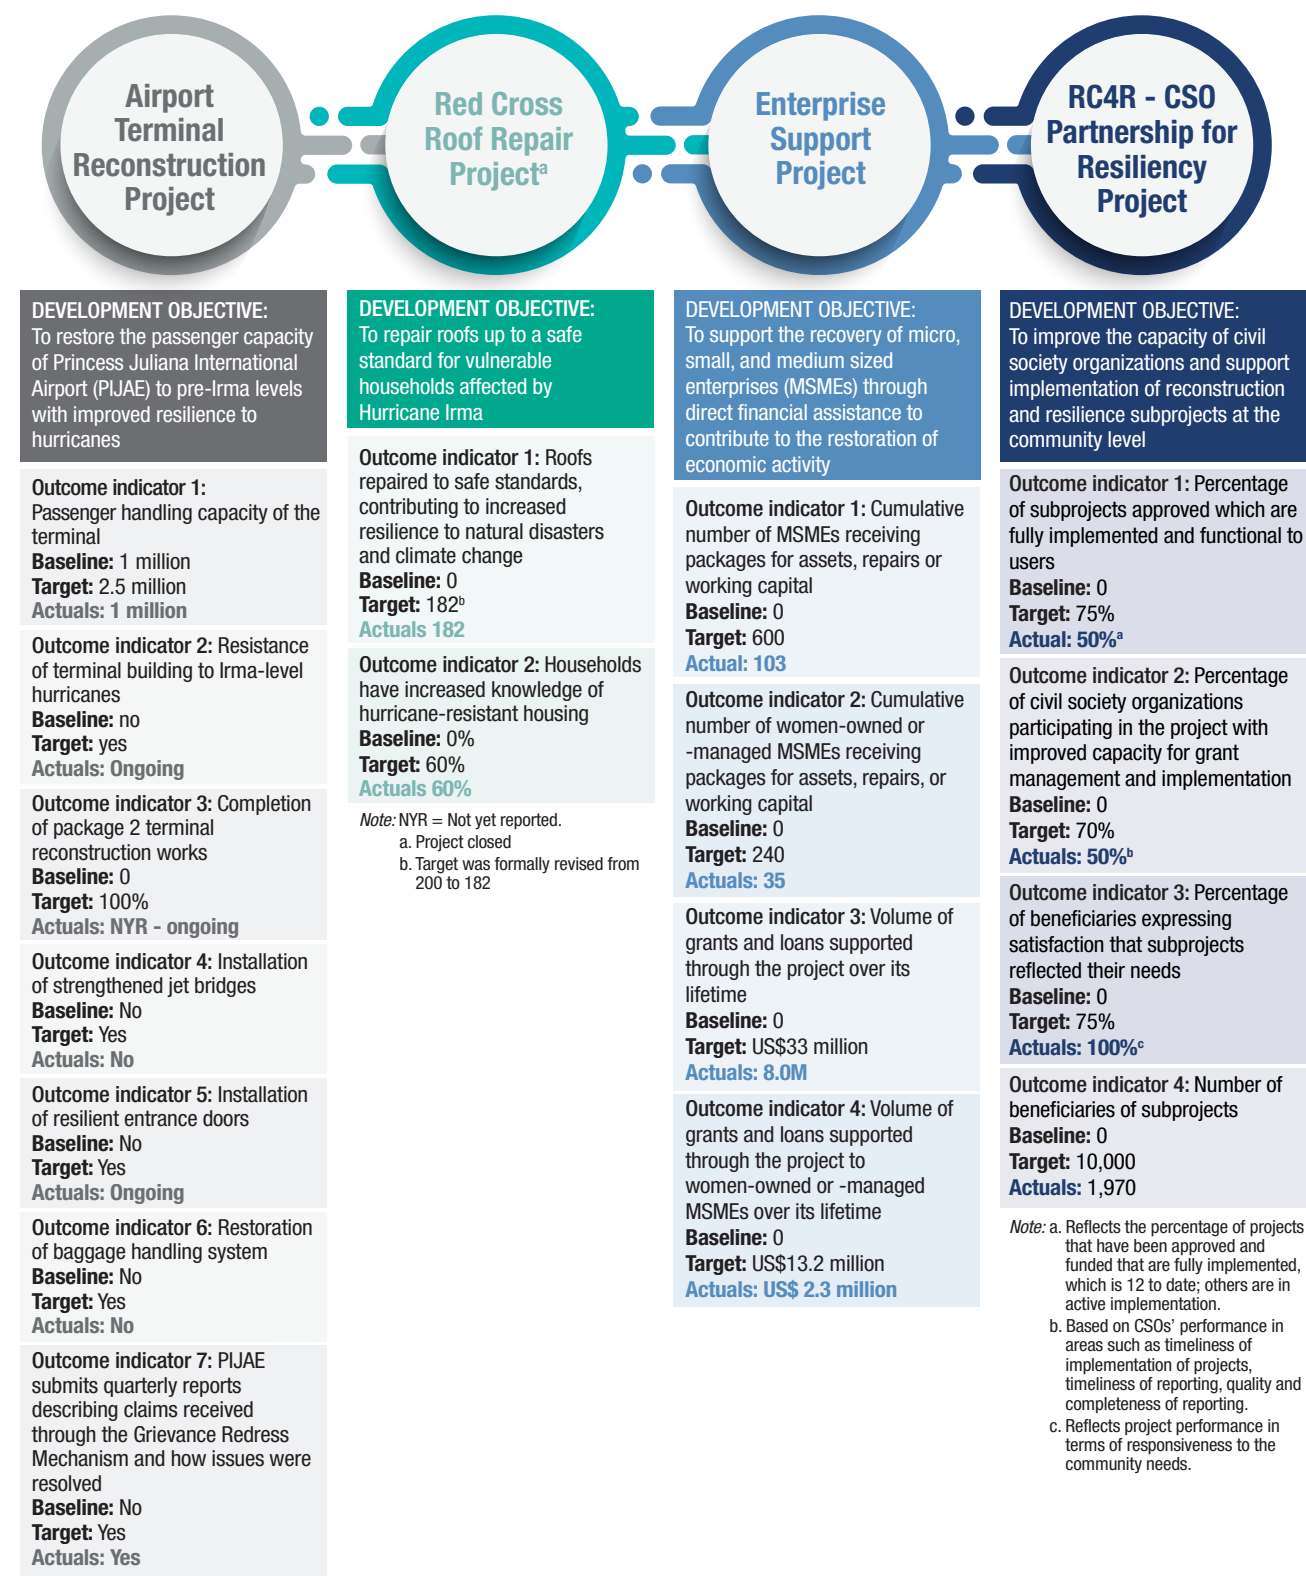 Airport
Terminal
Reconstruction
Project
Red Cross
Roof Repair
Projectᵃ
Enterprise
Support
Project
RC4R - CSO
Partnership for
Resiliency
Project
DEVELOPMENT OBJECTIVE:
To restore the passenger capacity
of Princess Juliana International
Airport (PIJAE) to pre-Irma levels
with improved resilience to
hurricanes
Outcome indicator 1:
Passenger handling capacity of the
terminal
Baseline: 1 million
Target: 2.5 million
Actuals: 1 million
Outcome indicator 2: Resistance
of terminal building to Irma-level
hurricanes
Baseline: no
Target: yes
Actuals: Ongoing
Outcome indicator 3: Completion
of package 2 terminal
reconstruction works
Baseline: 0
Target: 100%
Actuals: NYR - ongoing
Outcome indicator 4: Installation
of strengthened jet bridges
Baseline: No
Target: Yes
Actuals: No
Outcome indicator 5: Installation
of resilient entrance doors
Baseline: No
Target: Yes
Actuals: Ongoing
Outcome indicator 6: Restoration
of baggage handling system
Baseline: No
Target: Yes
Actuals: No
Outcome indicator 7: PIJAE
submits quarterly reports
describing claims received
through the Grievance Redress
Mechanism and how issues were
resolved
Baseline: No
Target: Yes
Actuals: Yes
DEVELOPMENT OBJECTIVE:
To repair roofs up to a safe
standard for vulnerable
households affected by
Hurricane Irma
Outcome indicator 1: Roofs
repaired to safe standards,
contributing to increased
resilience to natural disasters
and climate change
Baseline: 0
Target: 182ᵇ
Actuals 182
Outcome indicator 2: Households
have increased knowledge of
hurricane-resistant housing
Baseline: 0%
Target: 60%
Actuals 60%
Note: NYR = Not yet reported.
a. Project closed
b. Target was formally revised from
200 to 182
DEVELOPMENT OBJECTIVE:
To support the recovery of micro,
small, and medium sized
enterprises (MSMEs) through
direct financial assistance to
contribute to the restoration of
economic activity
Outcome indicator 1: Cumulative
number of MSMEs receiving
packages for assets, repairs or
working capital
Baseline: 0
Target: 600
Actual: 103
Outcome indicator 2: Cumulative
number of women-owned or
-managed MSMEs receiving
packages for assets, repairs, or
working capital
Baseline: 0
Target: 240
Actuals: 35
Outcome indicator 3: Volume of
grants and loans supported
through the project over its
lifetime
Baseline: 0
Target: US$33 million
Actuals: 8.0M
Outcome indicator 4: Volume of
grants and loans supported
through the project to
women-owned or -managed
MSMEs over its lifetime
Baseline: 0
Target: US$13.2 million
Actuals: US$ 2.3 million
DEVELOPMENT OBJECTIVE:
To improve the capacity of civil
society organizations and support
implementation of reconstruction
and resilience subprojects at the
community level
Outcome indicator 1: Percentage
of subprojects approved which are
fully implemented and functional to
users
Baseline: 0
Target: 75%
Actual: 50%ᵃ
Outcome indicator 2: Percentage
of civil society organizations
participating in the project with
improved capacity for grant
management and implementation
Baseline: 0
Target: 70%
Actuals: 50%ᵇ
Outcome indicator 3: Percentage
of beneficiaries expressing
satisfaction that subprojects
reflected their needs
Baseline: 0
Target: 75%
Actuals: 100%ᶜ
Outcome indicator 4: Number of
beneficiaries of subprojects
Baseline: 0
Target: 10,000
Actuals: 1,970
Note: a. Reflects the percentage of projects
that have been approved and
funded that are fully implemented,
which is 12 to date; others are in
active implementation.
b. Based on CSOs' performance in
areas such as timeliness of
implementation of projects,
timeliness of reporting, quality and
completeness of reporting.
c. Reflects project performance in
terms of responsiveness to the
community needs.